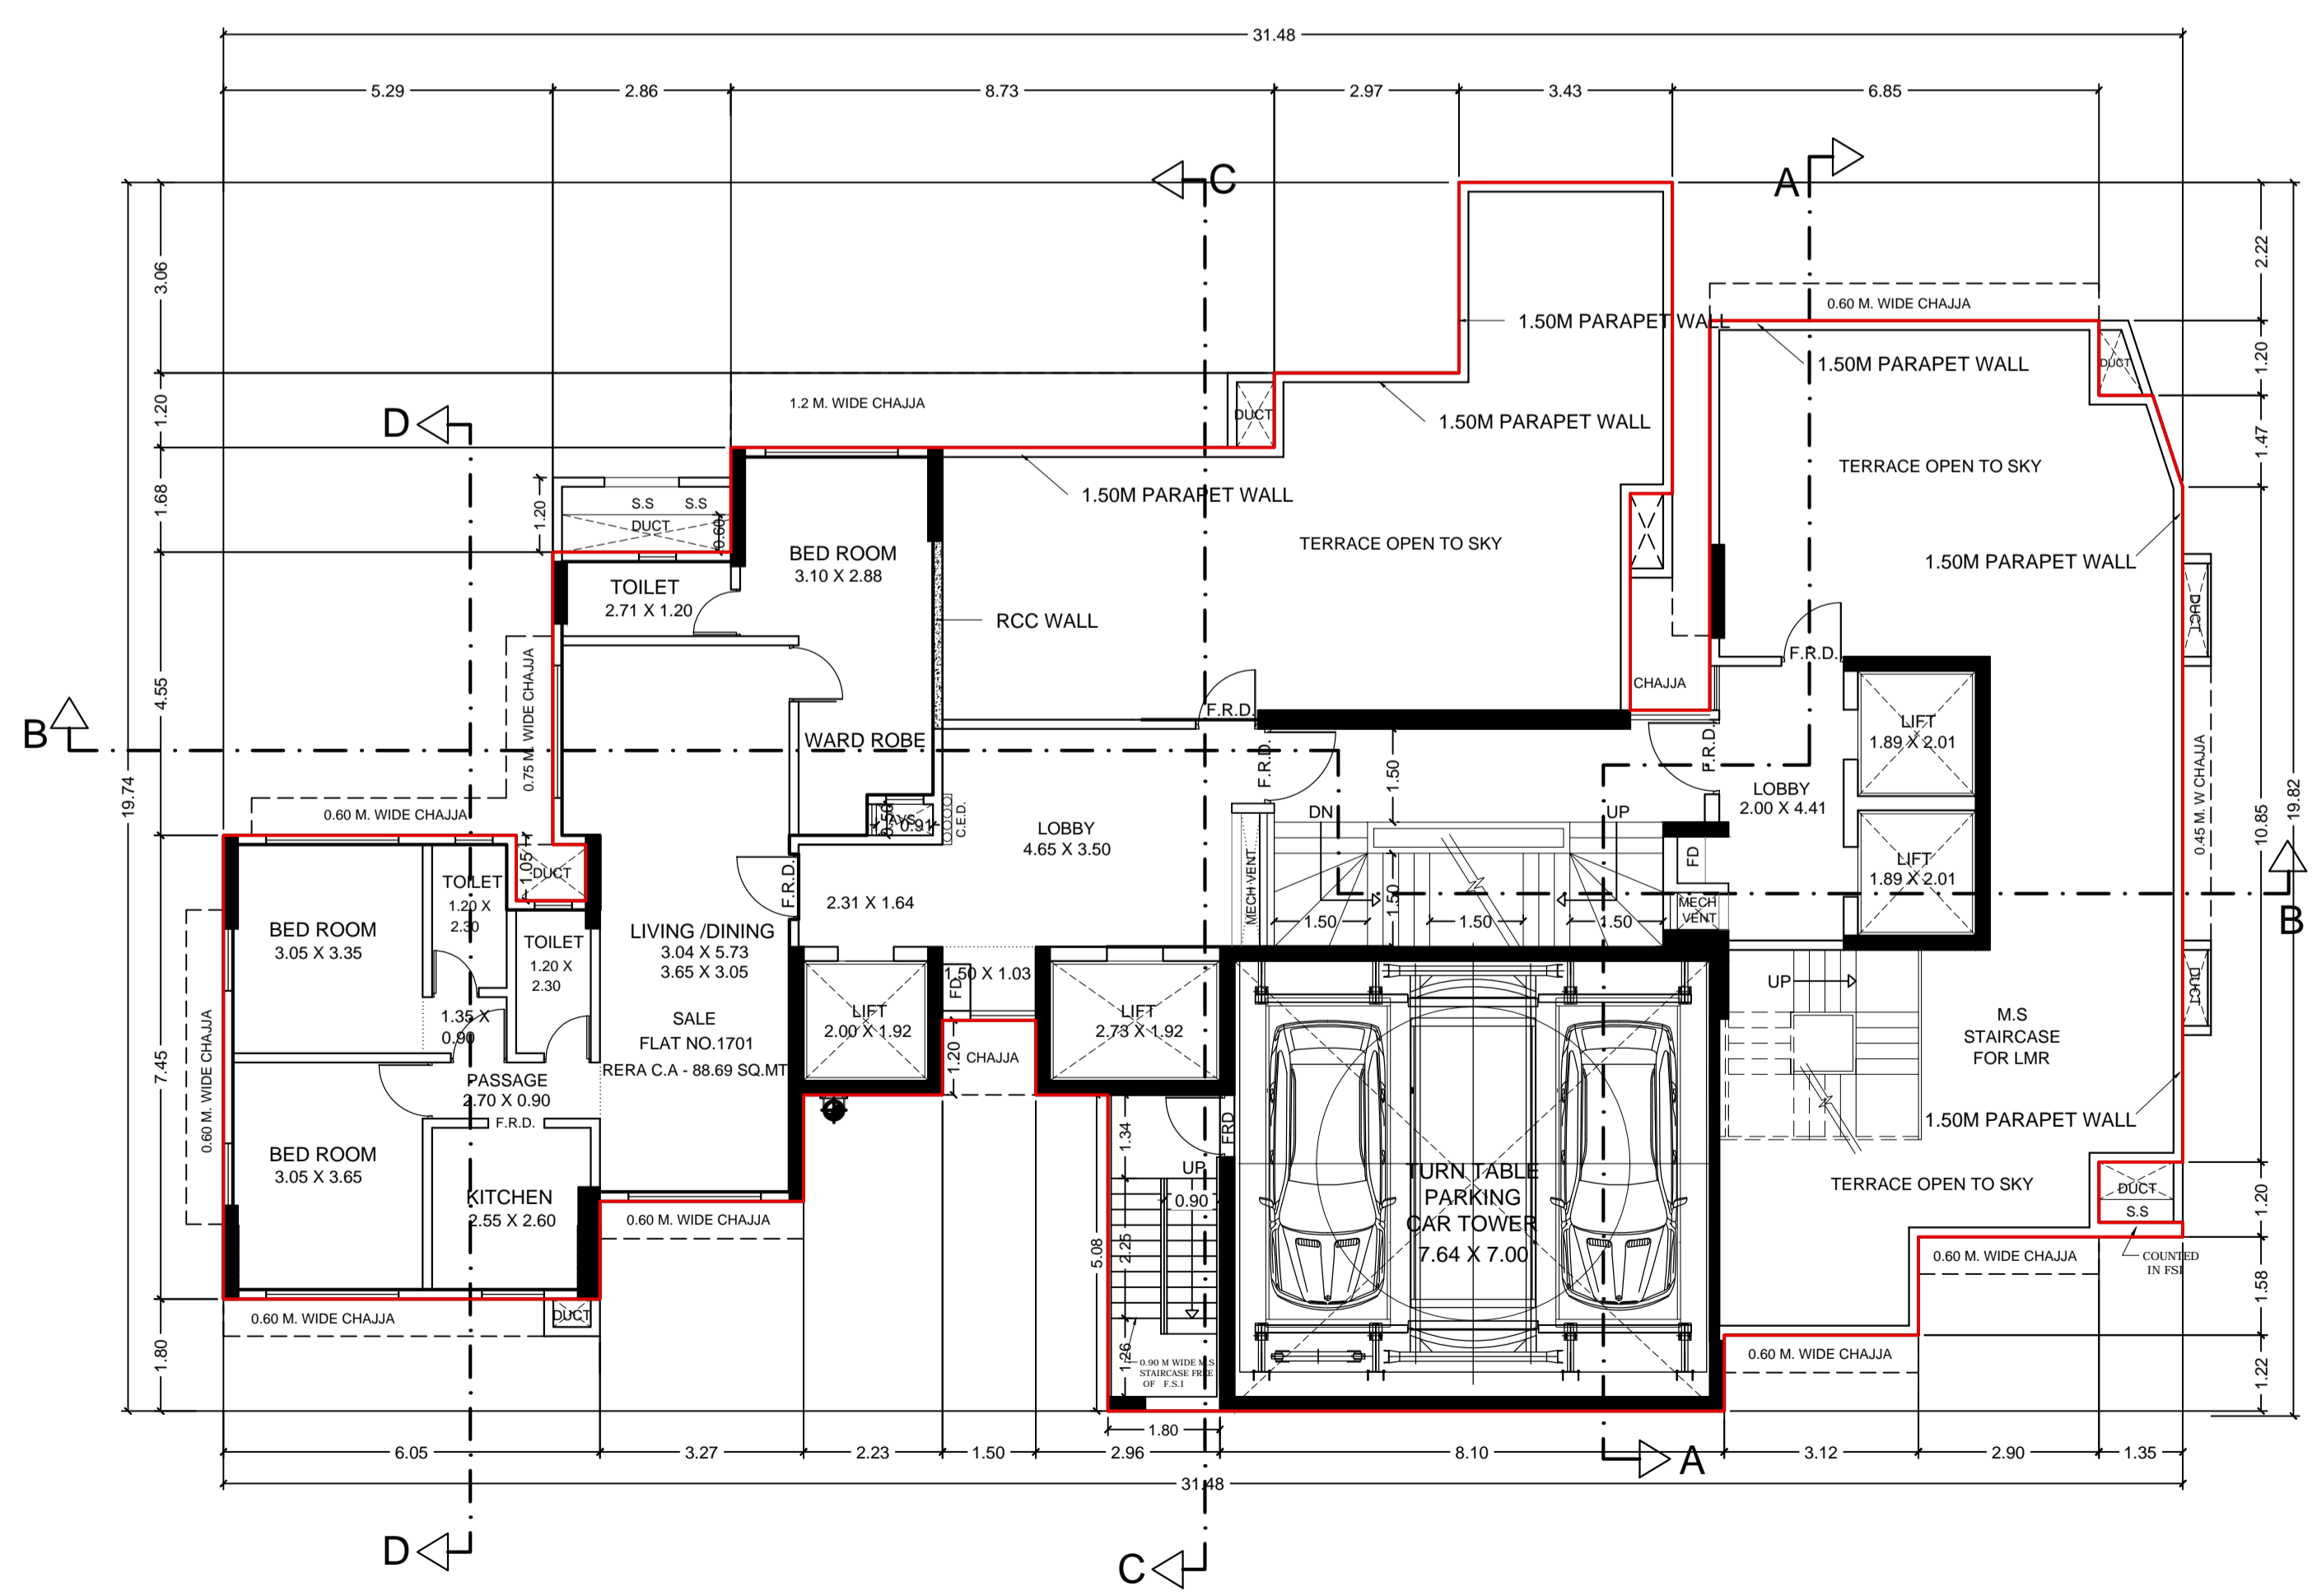 31.48
5.29
2.86
8.73
2.97
3.43
6.85
C
A
2.22
3.06
0.60 M. WIDE CHAJJA
1.50M PARAPET WALL
1.50M PARAPET WALL
1.20
DUCT
1.20
1.2 M. WIDE CHAJJA
DUCT
1.50M PARAPET WALL
D
1.47
TERRACE OPEN TO SKY
1.68
1.20
S.S
S.S
DUCT
0.60
1.50M PARAPET WALL
TERRACE OPEN TO SKY
BED ROOM
3.10 X 2.88
1.50M PARAPET WALL
TOILET
2.71 X 1.20
RCC WALL
DUCT
F.R.D.
CHAJJA
4.55
0.75 M. WIDE CHAJJA
F.R.D.
B
WARD ROBE
F.R.D.
1.50
F.R.D.
LIFT
1.89 X 2.01
0.45 M. W CHAJJA
19.74
19.82
10.85
LOBBY
2.00 X 4.41
0.60 M. WIDE CHAJJA
AVS
0.50
0.91
C.E.D.
LOBBY
4.65 X 3.50
DN
UP
FD
LIFT
1.89 X 2.01
1.05
DUCT
TOILET
1.20 X
2.30
F.R.D.
2.31 X 1.64
MECH VENT
1.50
1.50
1.50
1.50
MECH
VENT
B
BED ROOM
3.05 X 3.35
TOILET
1.20 X
2.30
LIVING /DINING
3.04 X 5.73
3.65 X 3.05
1.50 X 1.03
FD
UP
DUCT
1.35 X
0.90
SALE
FLAT NO.1701
RERA C.A - 88.69 SQ.MT
LIFT
2.00 X 1.92
LIFT
2.73 X 1.92
M.S
STAIRCASE
FOR LMR
0.60 M. WIDE CHAJJA
7.45
1.20
CHAJJA
PASSAGE
2.70 X 0.90
F.R.D.
1.34
FRD
1.50M PARAPET WALL
BED ROOM
3.05 X 3.65
UP
0.90
TURN TABLE
PARKING
CAR TOWER
7.64 X 7.00
TERRACE OPEN TO SKY
DUCT
S.S
1.20
KITCHEN
2.55 X 2.60
0.60 M. WIDE CHAJJA
5.08
2.25
0.60 M. WIDE CHAJJA
COUNTED
IN FSI
1.58
0.60 M. WIDE CHAJJA
DUCT
1.80
1.26
0.90 M WIDE M.S
STAIRCASE FREE
OF F.S.I
0.60 M. WIDE CHAJJA
1.22
1.80
6.05
3.27
2.23
1.50
2.96
8.10
A
3.12
2.90
1.35
31.48
D
C